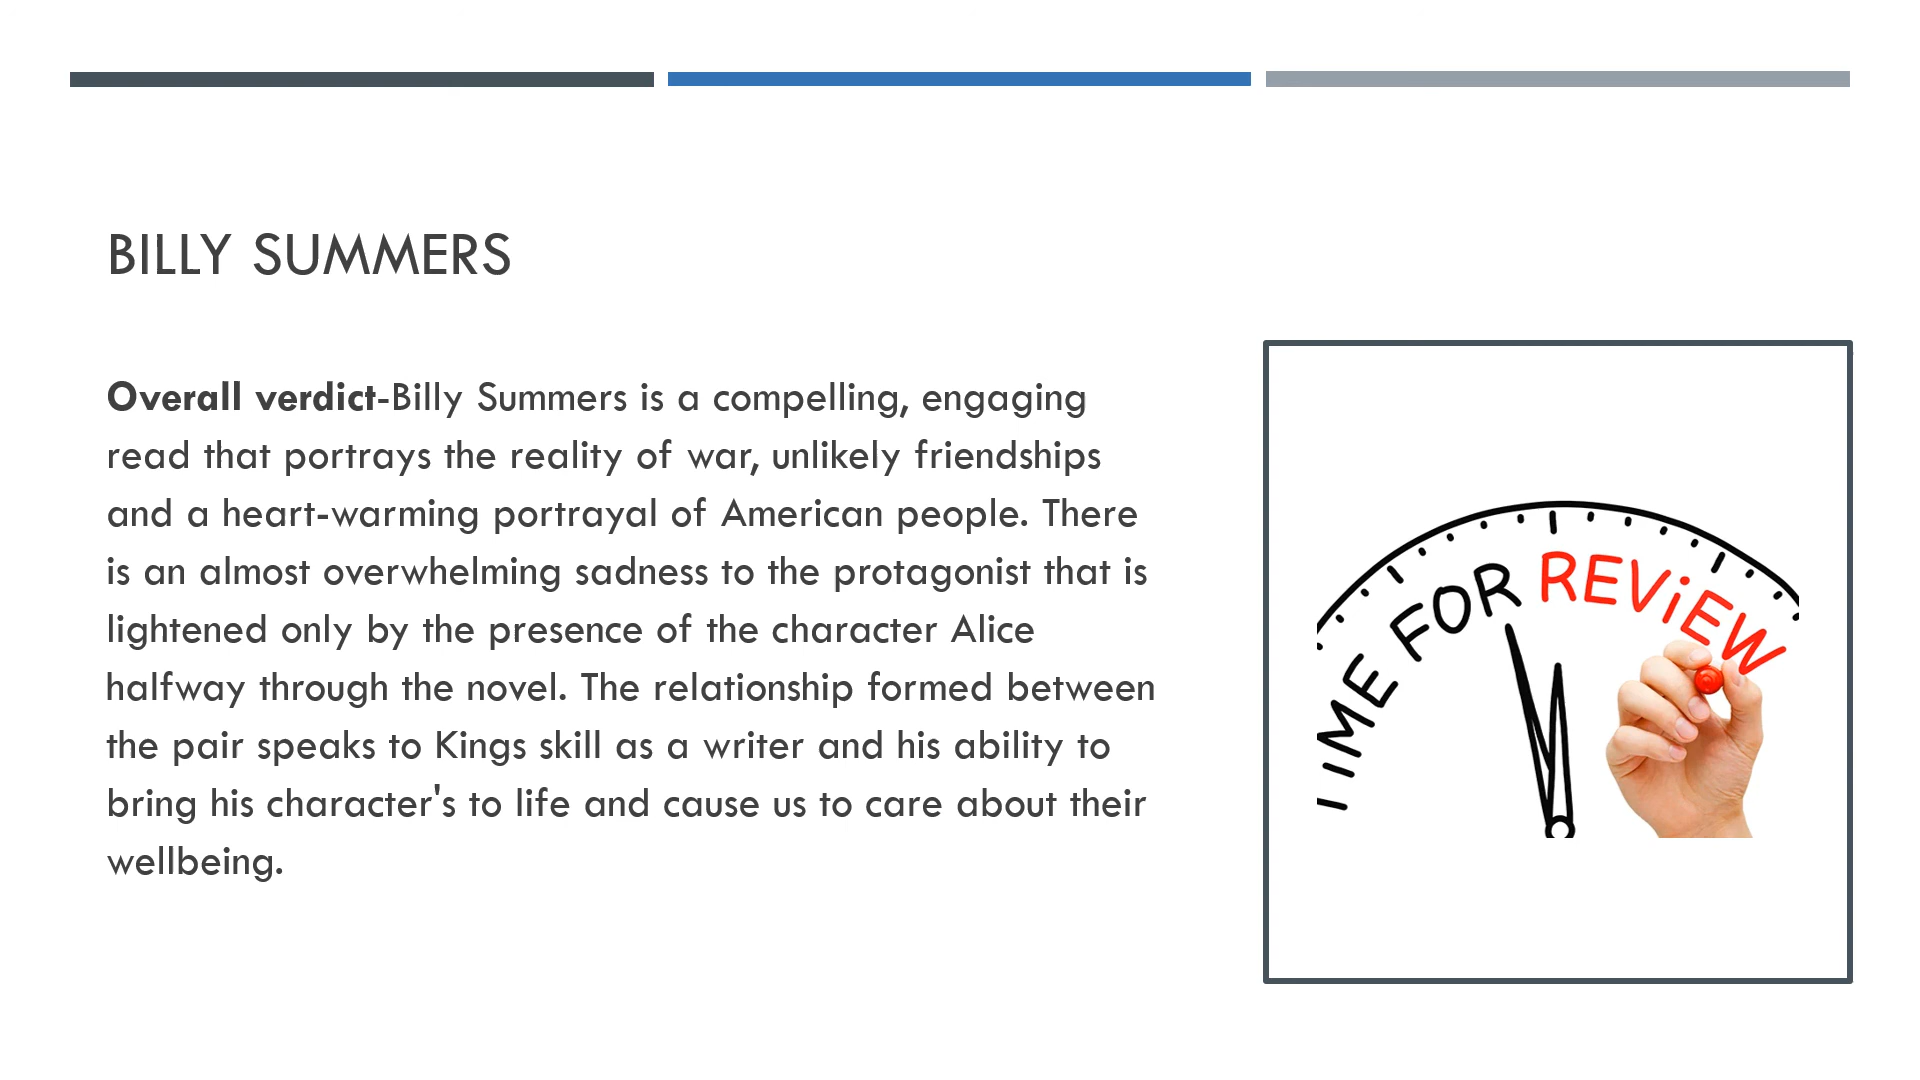 BILLY SUMMERS
Overall verdict-Billy Summers is a compelling, engaging
read that portrays the reality of war, unlikely friendships
and a heart-warming portrayal of American people. There
is an almost overwhelming sadness to the protagonist that is
lightened only by the presence of the character Alice
halfway through the novel. The relationship formed between
the pair speaks to Kings skill as a writer and his ability to
bring his character's to life and cause us to care about their
wellbeing.
TIME FOR REViEW